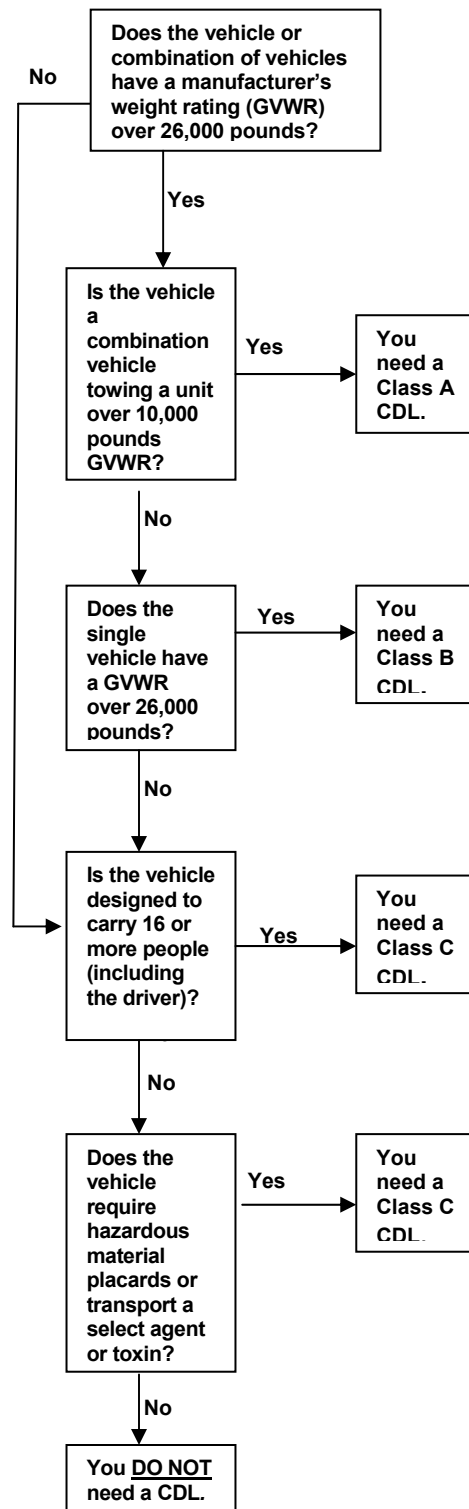 Does the vehicle or
combination of vehicles
have a manufacturer’s
weight rating (GVWR)
over 26,000 pounds?
No
Yes
Is the vehicle
a
combination
vehicle
towing a unit
over 10,000
pounds
GVWR?
Yes
You
need a
Class A
CDL.
No
Does the
single
vehicle have
a GVWR
over 26,000
pounds?
Yes
You
need a
Class B
CDL.
No
Is the vehicle
designed to
carry 16 or
more people
(including
the driver)?
Yes
You
need a
Class C
CDL.
No
Does the
vehicle
require
hazardous
material
placards or
transport a
select agent
or toxin?
Yes
You
need a
Class C
CDL.
No
You DO NOT
need a CDL.